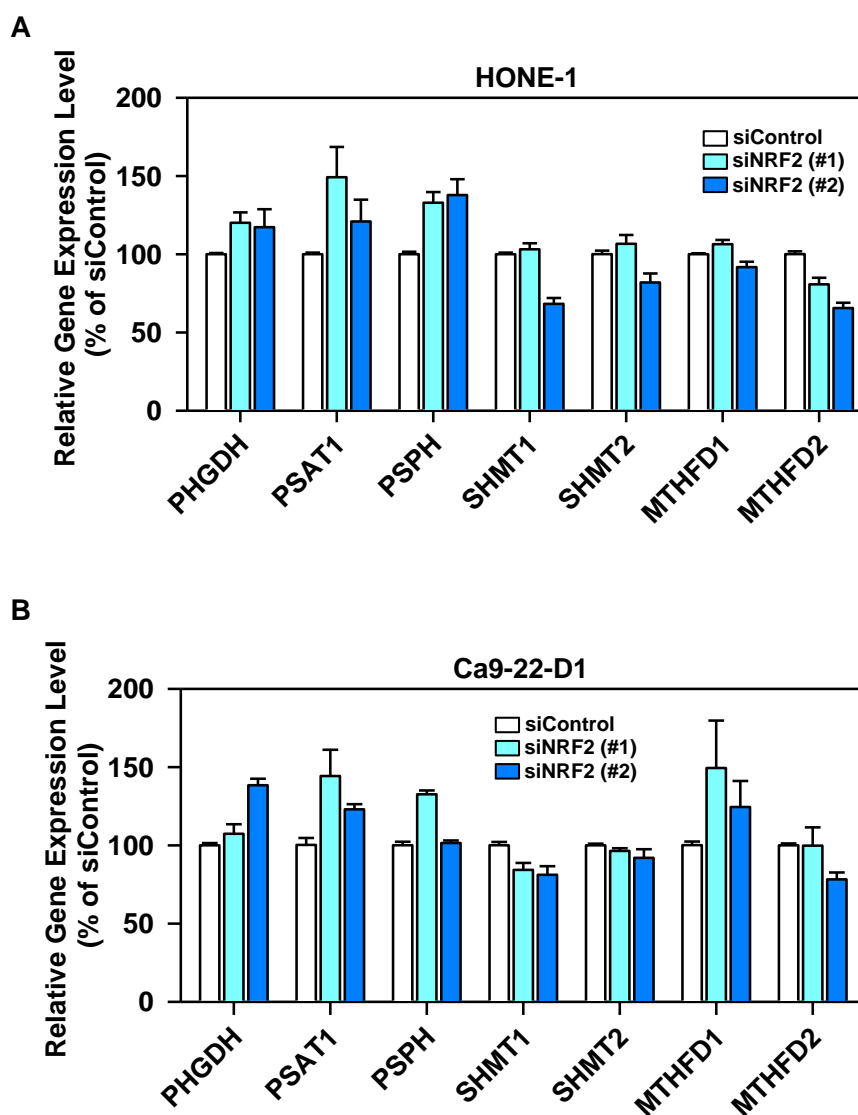 A
HONE-1
Relative Gene Expression Level
(% of siControl)
200
150
100
50
0
siControl
siNRF2 (#1)
siNRF2 (#2)
PHGDH
PSAT1
PSPH
SHMT1
SHMT2
MTHFD1
MTHFD2
B
Ca9-22-D1
Relative Gene Expression Level
(% of siControl)
200
150
100
50
0
siControl
siNRF2 (#1)
siNRF2 (#2)
PHGDH
PSAT1
PSPH
SHMT1
SHMT2
MTHFD1
MTHFD2